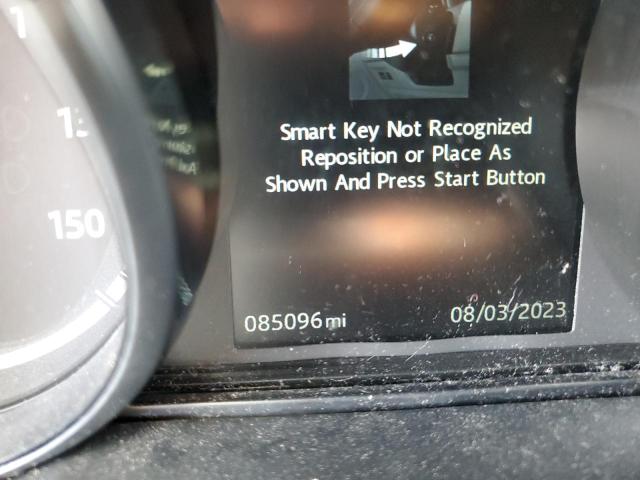 Smart Key Not Recognized
Reposition or Place As
Shown And Press Start Button
150
085096mi 08/03/2023